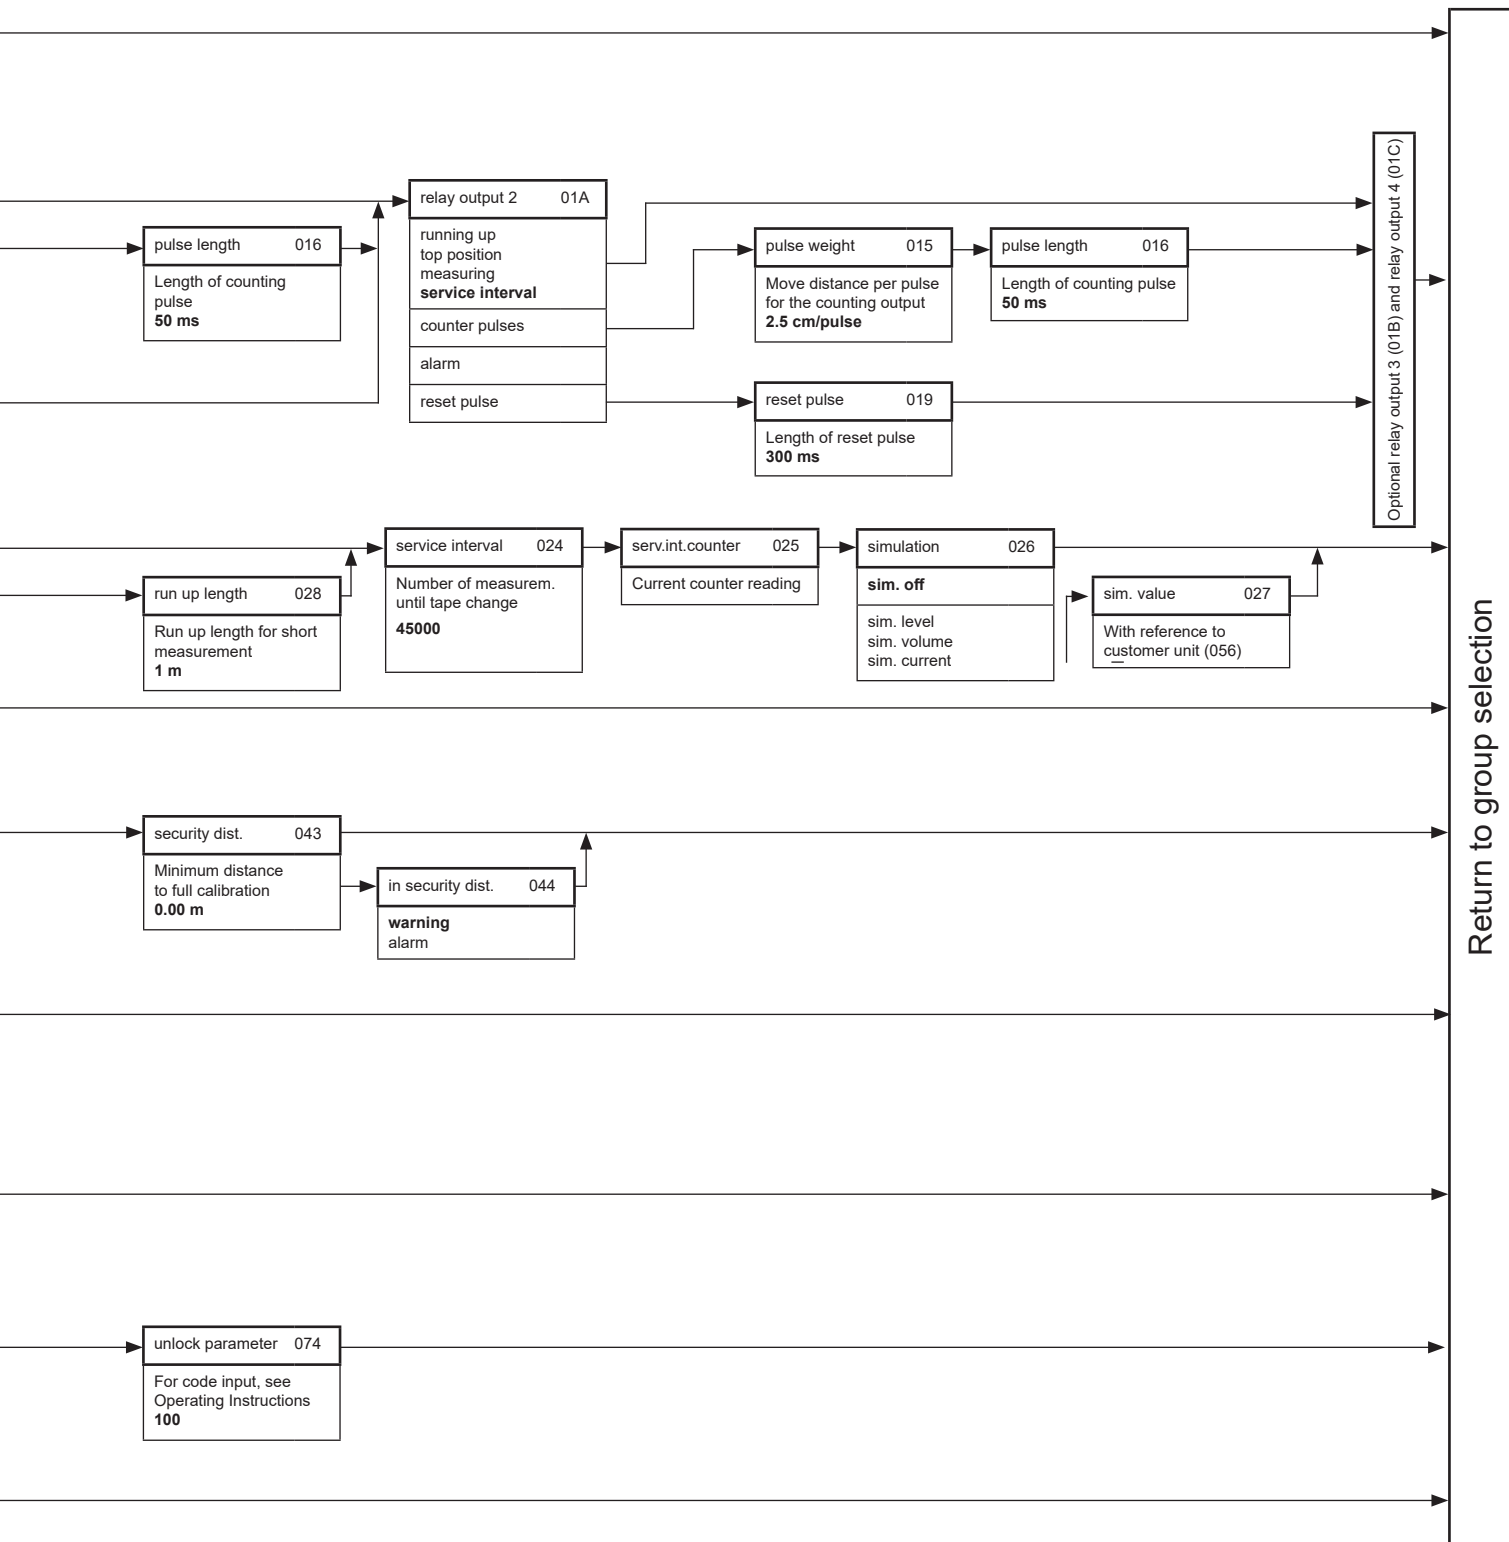 relay output 2 01A
running up
top position
measuring
service interval
counter pulses
alarm
reset pulse
pulse length 016
Length of counting
pulse
50 ms
pulse weight 015
Move distance per pulse
for the counting output
2.5 cm/pulse
pulse length 016
Length of counting pulse
50 ms
reset pulse 019
Length of reset pulse
300 ms
Optional relay output 3 (01B) and relay output 4 (01C)
service interval 024
Number of measurem.
until tape change
45000
serv.int.counter 025
Current counter reading
simulation 026
sim. off
sim. level
sim. volume
sim. current
run up length 028
Run up length for short
measurement
1 m
sim. value 027
With reference to
customer unit (056)
Return to group selection
security dist. 043
Minimum distance
to full calibration
0.00 m
in security dist. 044
warning
alarm
unlock parameter 074
For code input, see
Operating Instructions
100